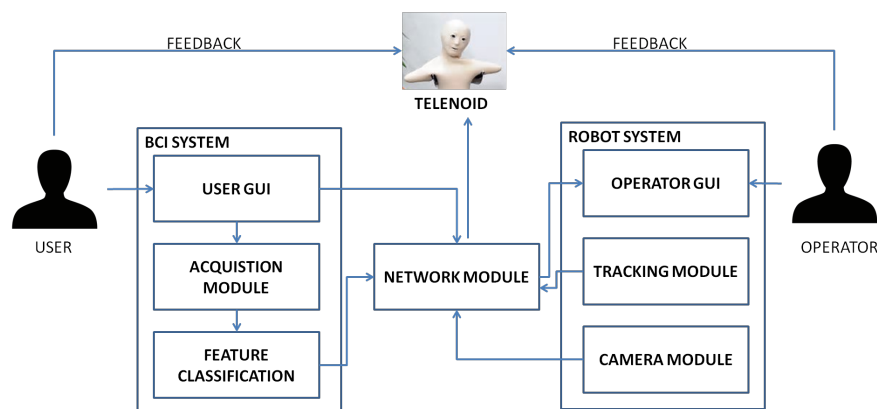 FEEDBACK
FEEDBACK
TELENOID
BCI SYSTEM
ROBOT SYSTEM
USER GUI
OPERATOR GUI
USER
OPERATOR
ACQUISTION
MODULE
NETWORK MODULE
TRACKING MODULE
FEATURE
CLASSIFICATION
CAMERA MODULE